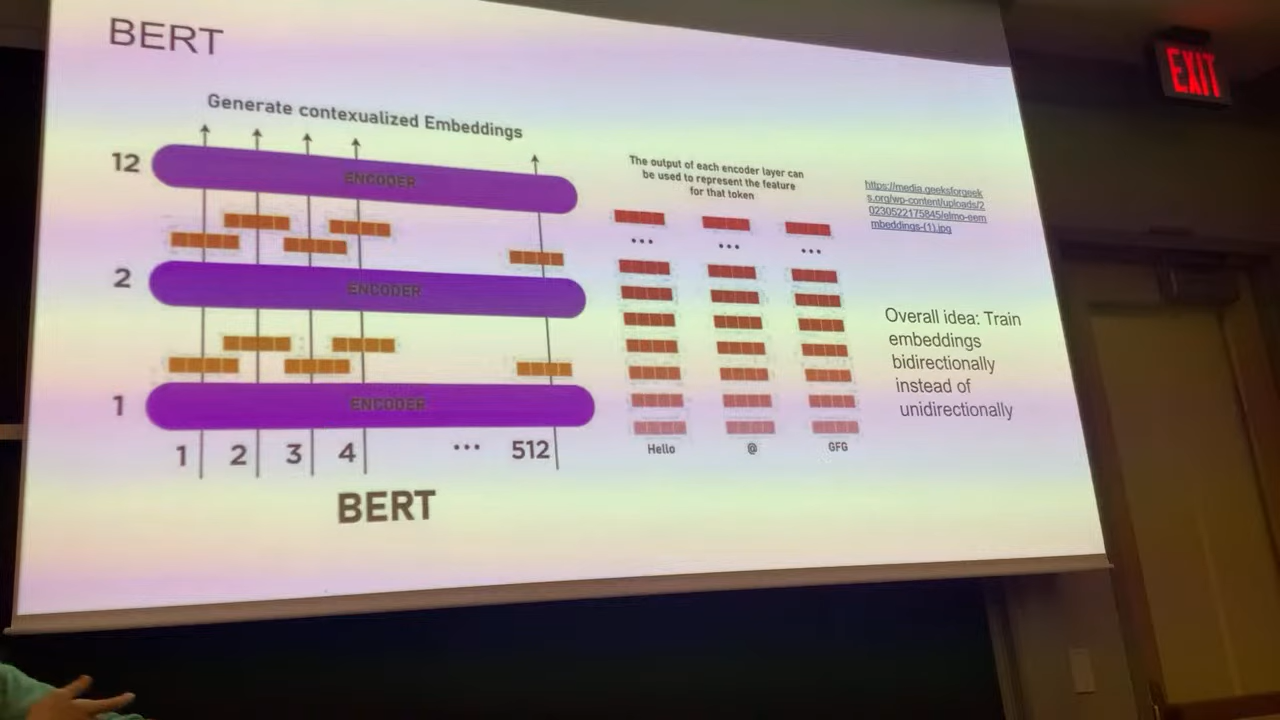 BERT
Generate contexualized Embeddings
12
ENCODER
2
ENCODER
1
ENCODER
1 2 3 4 ... 512
BERT
The output of each encoder layer can
be used to represent the feature
for that token
... ... ...
Hello @ GFG
https://media.geeksforgeek
s.org/wp-content/uploads/2
0230522175845/elmo-eem
mbeddings-(1).jpg
Overall idea: Train
embeddings
bidirectionally
instead of
unidirectionally
EXIT